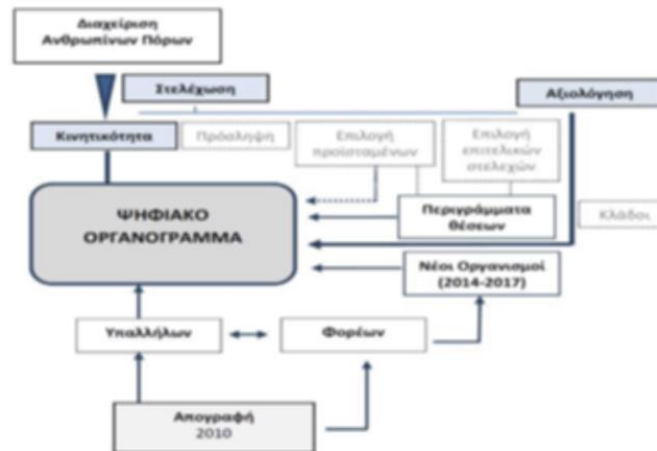 Διαχείριση
Ανθρωπίνων Πόρων
Στελέχωση
Αξιολόγηση
Κινητικότητα
Πρόσληψη
Επιλογή
προϊσταμένων
Επιλογή
επιτελικών
στελεχών
ΨΗΦΙΑΚΟ
ΟΡΓΑΝΟΓΡΑΜΜΑ
Περιγράμματα
θέσεων
Κλάδοι
Νέοι Οργανισμοί
(2014-2017)
Υπαλλήλων
Φορέων
Απογραφή
2010